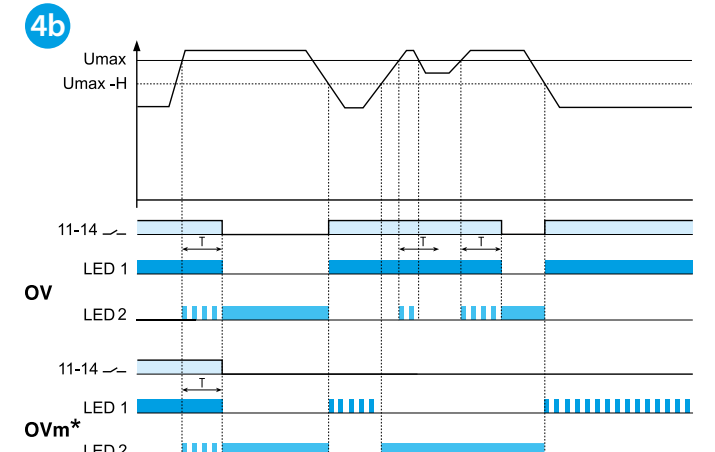 4b
Umax
Umax -H
11-14
T T T
LED 1
OV
LED 2
11-14
T
LED 1
OVm*
LED 2